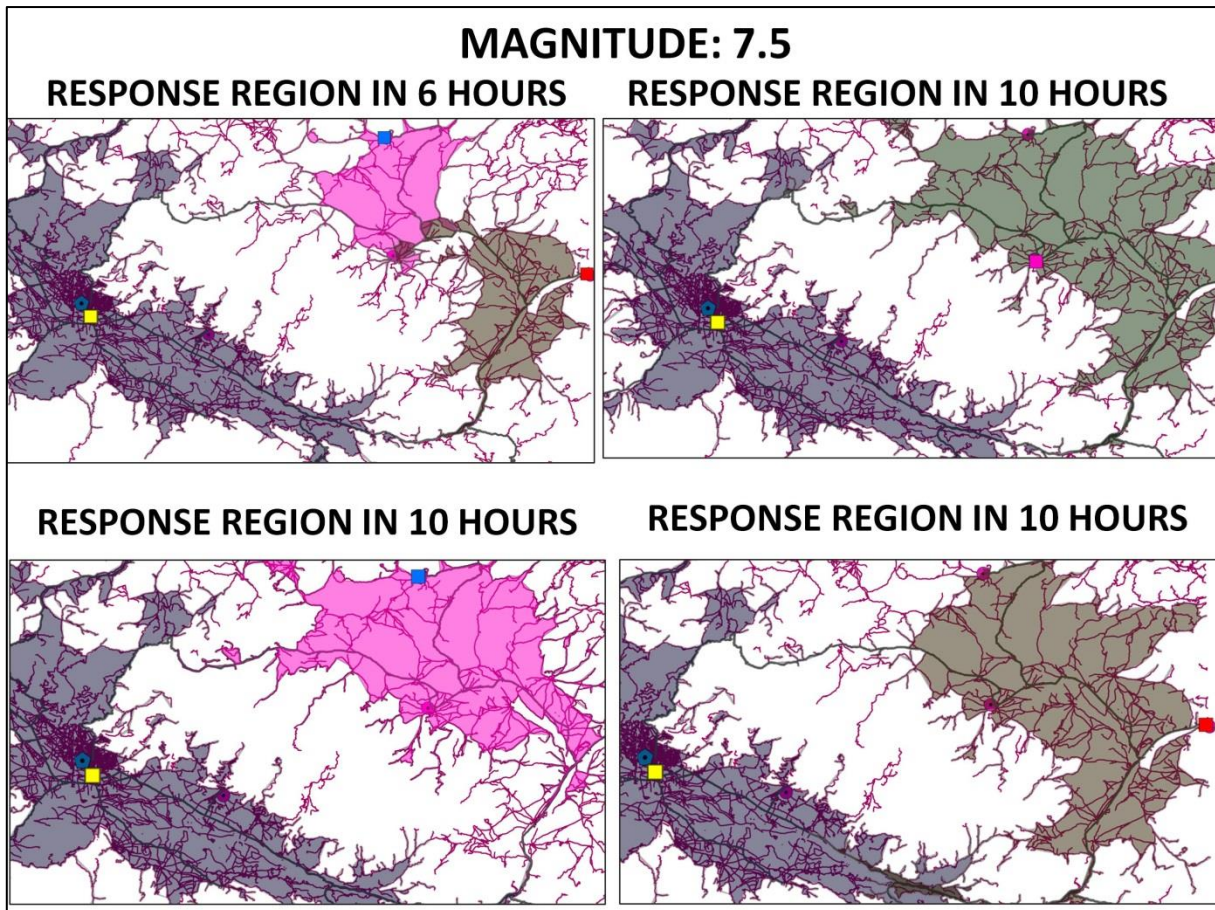 MAGNITUDE: 7.5
RESPONSE REGION IN 6 HOURS
RESPONSE REGION IN 10 HOURS
RESPONSE REGION IN 10 HOURS
RESPONSE REGION IN 10 HOURS